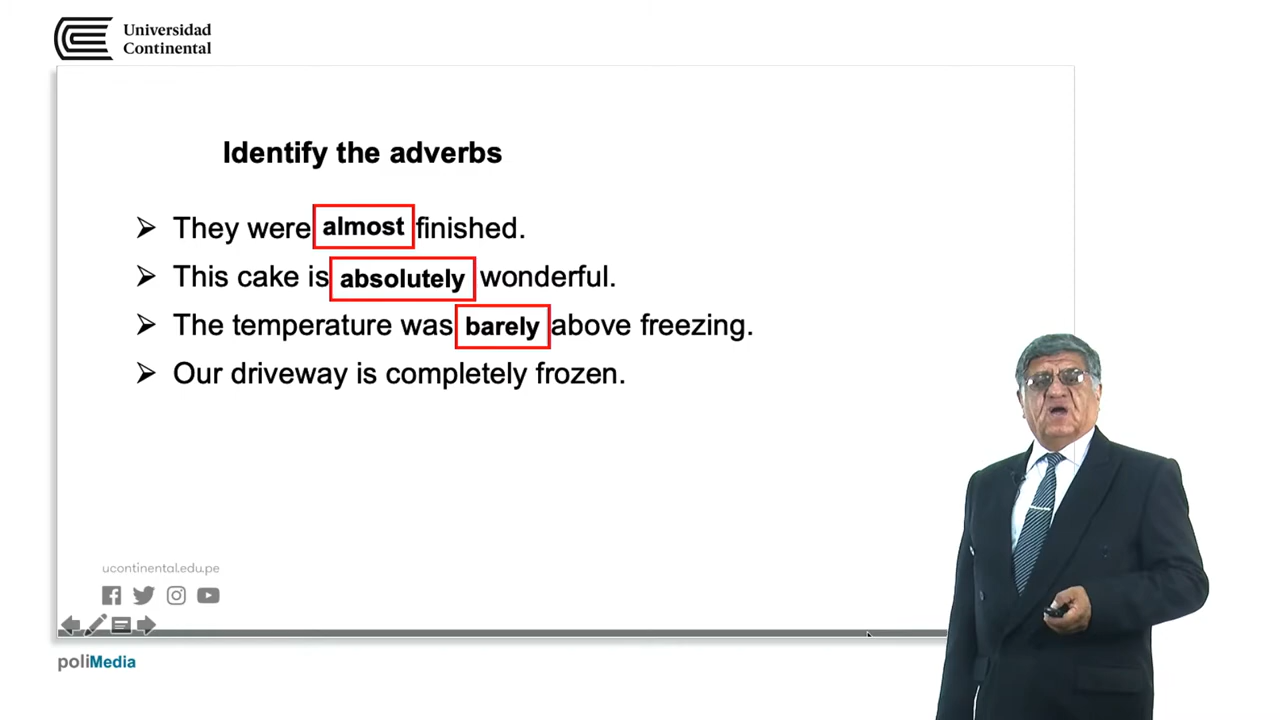 Universidad
Continental
Identify the adverbs
They were almost finished.
This cake is absolutely wonderful.
The temperature was barely above freezing.
Our driveway is completely frozen.
ucontinental.edu.pe
poliMedia